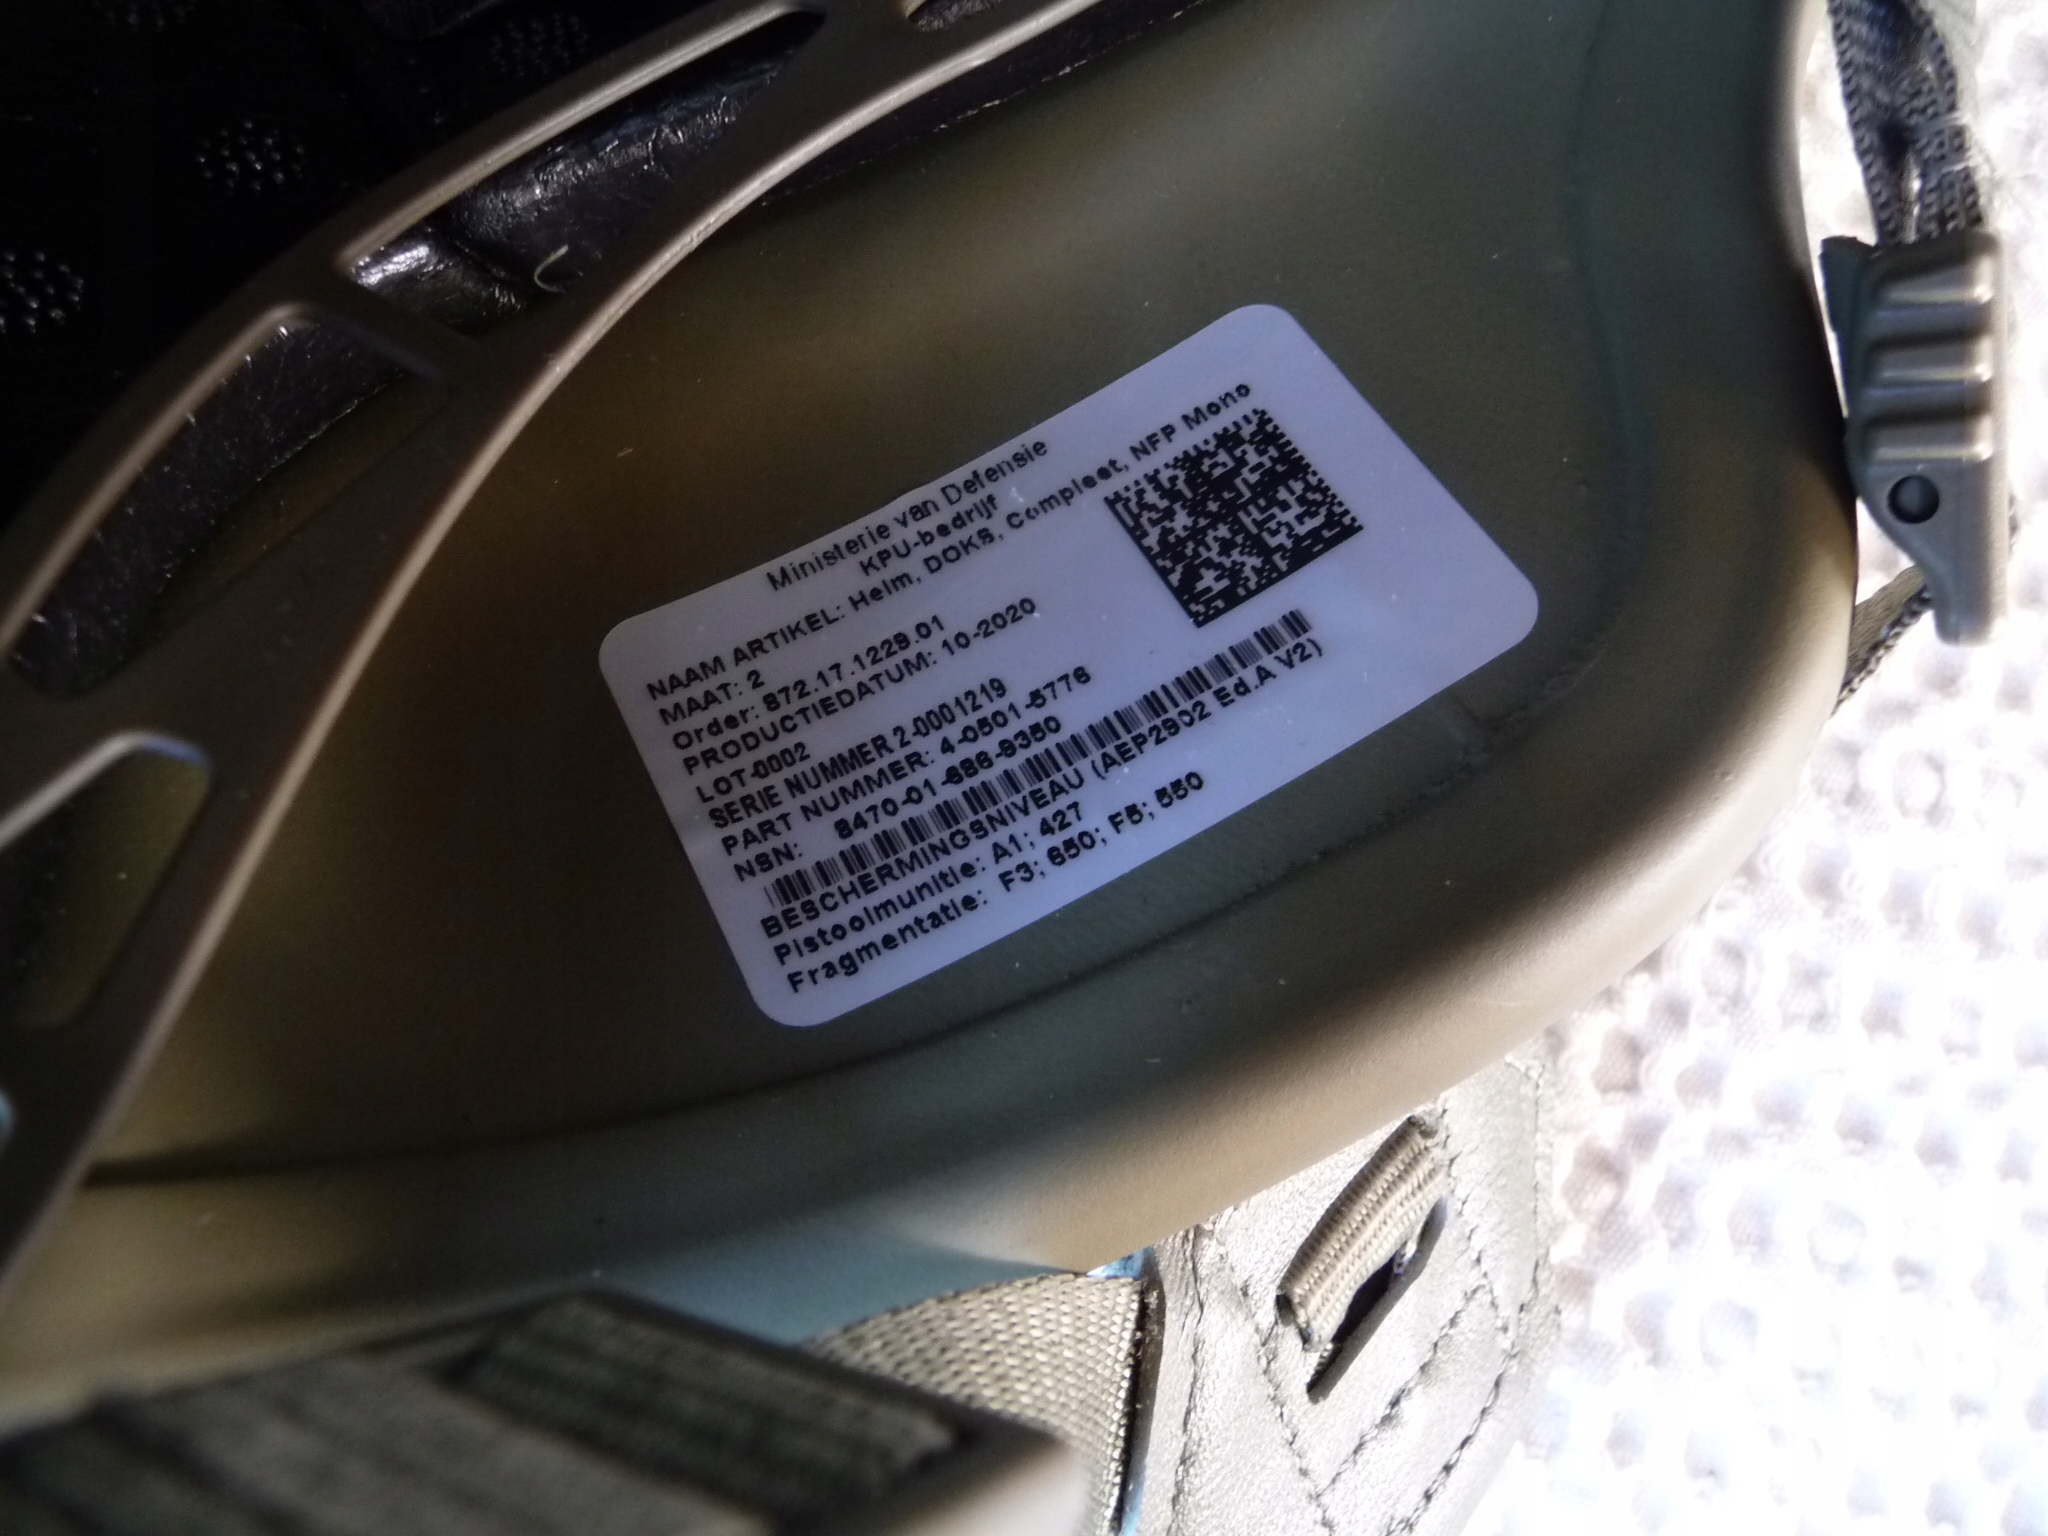 Ministerie van Defensie
KPU-bedrijf
NAAM ARTIKEL: Helm, DOKS, Compleet, NFP Mono
MAAT: 2
Order: 872.17.1229.01
PRODUCTIEDATUM: 10-2020
LOT-0002
SERIE NUMMER 2-0001219
PART NUMMER: 4-0501-5776
NSN: 8470-01-686-9350
BESCHERMINGSNIVEAU (AEP2902 Ed.A V2)
Pistoolmunitie: A1; 427
Fragmentatie: F3; 650; F5; 550